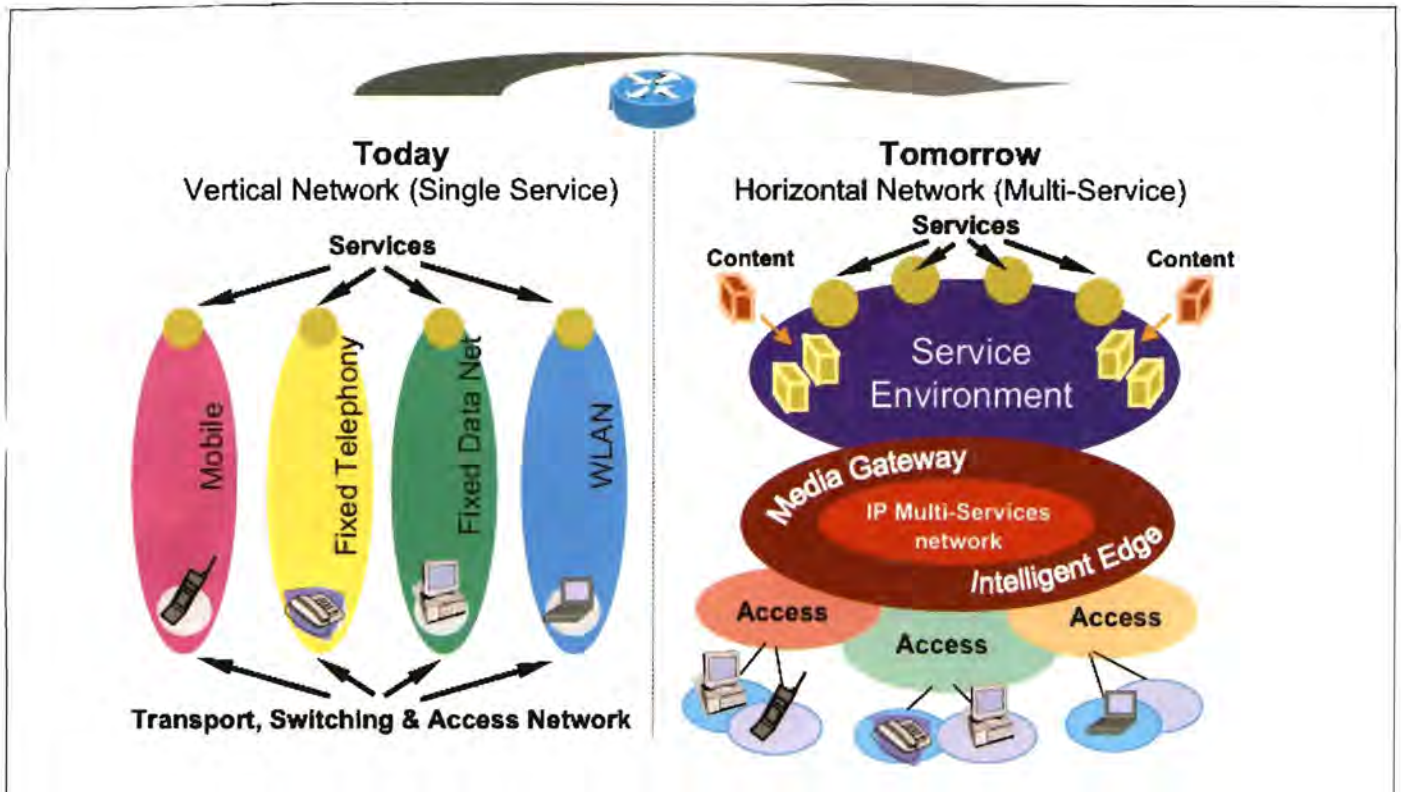 Today
Vertical Network (Single Service)
Services
Mobile
Fixed Telephony
Fixed Data Net
WLAN
Transport, Switching & Access Network
Tomorrow
Horizontal Network (Multi-Service)
Services
Content
Content
Service
Environment
Media Gateway
IP Multi-Services
network
Intelligent Edge
Access
Access
Access